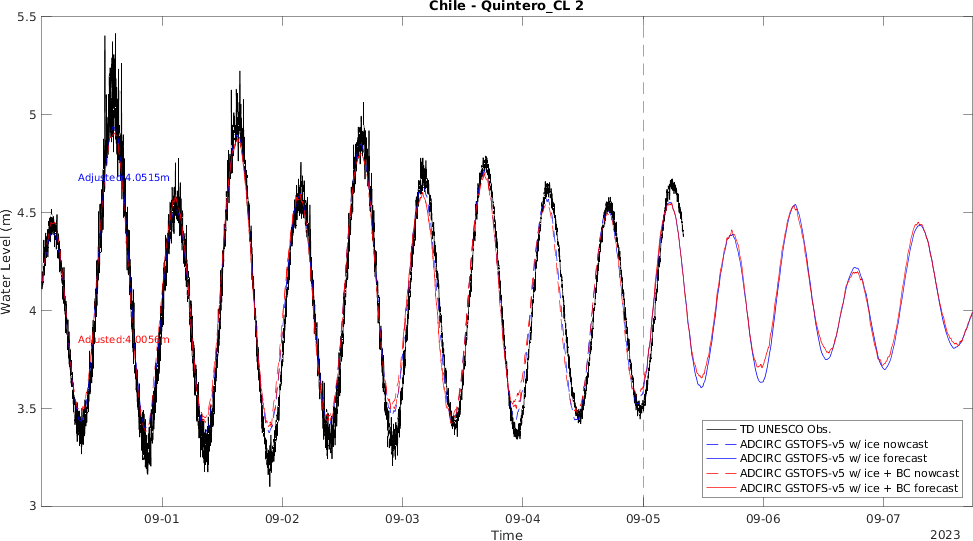 Chile - Quintero_CL 2
5.5
5
4.5
4
3.5
3
Water Level (m)
Adjusted:4.0515m
Adjusted:4.0056m
TD UNESCO Obs.
ADCIRC GSTOFS-v5 w/ ice nowcast
ADCIRC GSTOFS-v5 w/ ice forecast
ADCIRC GSTOFS-v5 w/ ice + BC nowcast
ADCIRC GSTOFS-v5 w/ ice + BC forecast
09-01 09-02 09-03 09-04 09-05 09-06 09-07
Time
2023